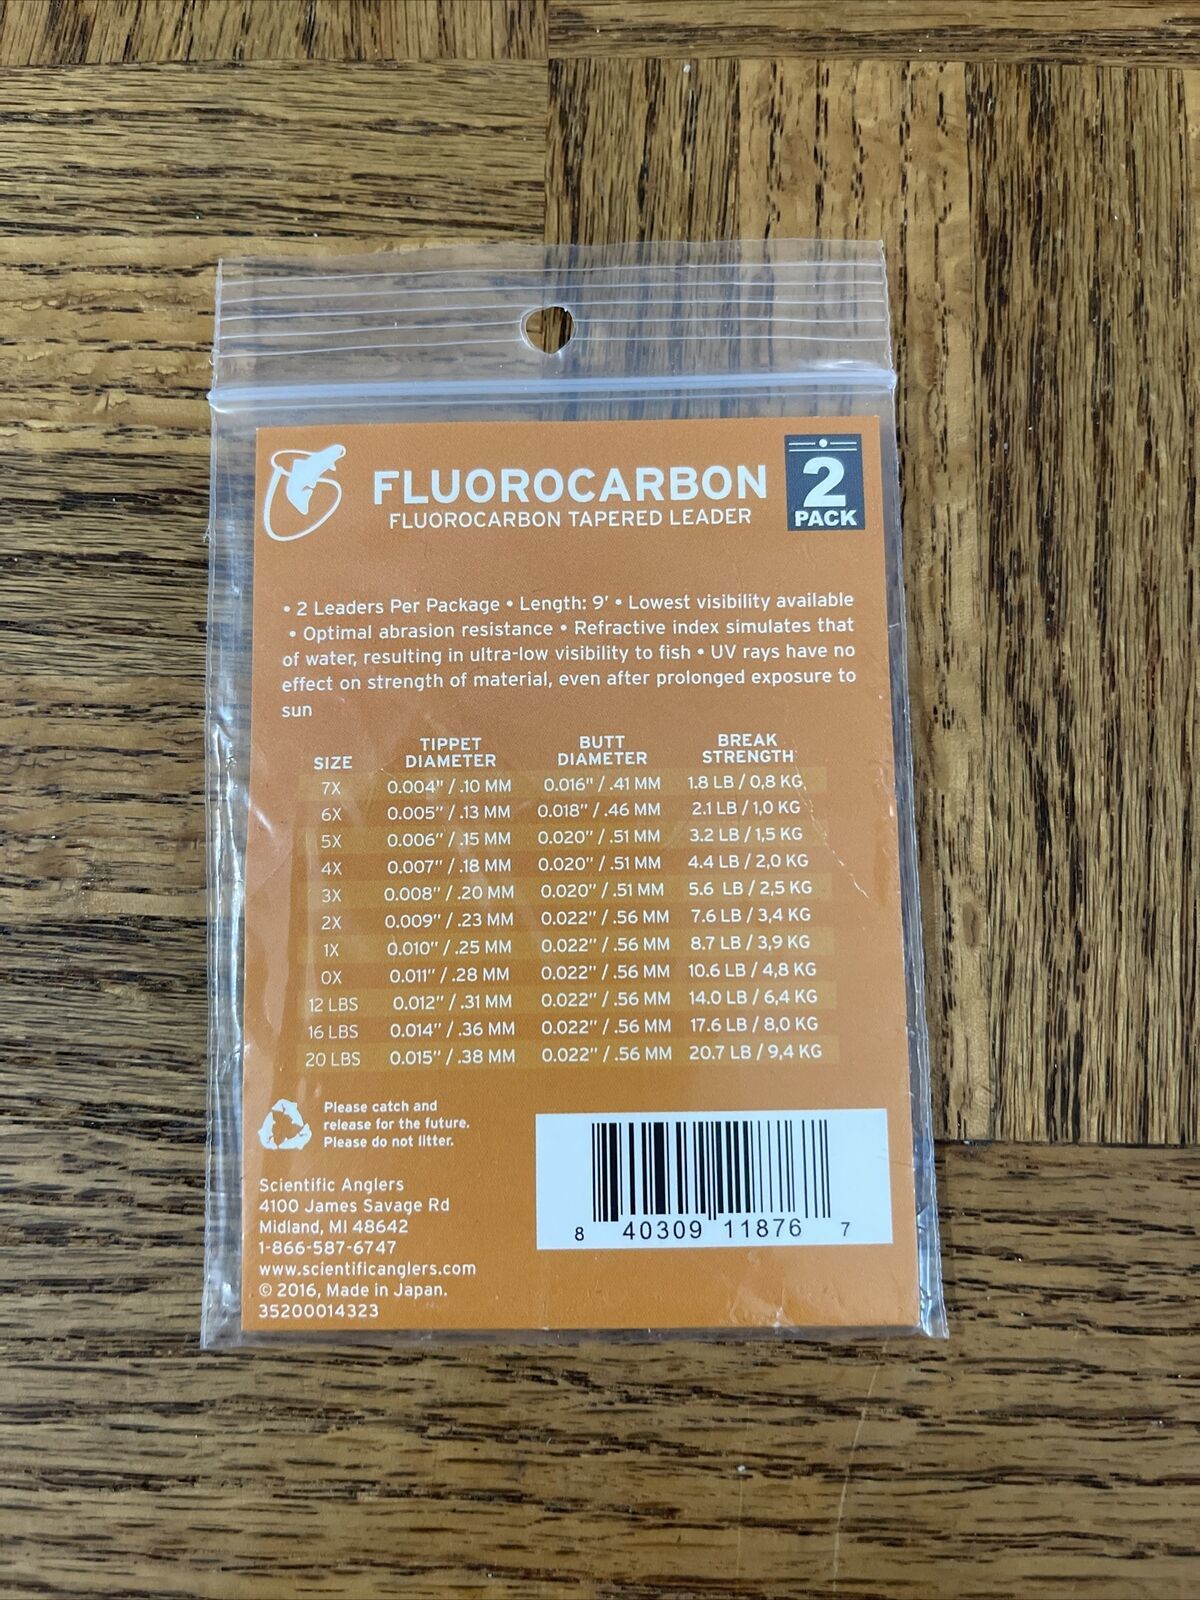 FLUOROCARBON
FLUOROCARBON TAPERED LEADER
2
PACK
• 2 Leaders Per Package • Length: 9' • Lowest visibility available
• Optimal abrasion resistance • Refractive index simulates that
of water, resulting in ultra-low visibility to fish • UV rays have no
effect on strength of material, even after prolonged exposure to
sun
SIZE TIPPET DIAMETER BUTT DIAMETER BREAK STRENGTH
7X 0.004" / .10 MM 0.016" / .41 MM 1.8 LB / 0,8 KG
6X 0.005" / .13 MM 0.018" / .46 MM 2.1 LB / 1,0 KG
5X 0.006" / .15 MM 0.020" / .51 MM 3.2 LB / 1,5 KG
4X 0.007" / .18 MM 0.020" / .51 MM 4.4 LB / 2,0 KG
3X 0.008" / .20 MM 0.020" / .51 MM 5.6 LB / 2,5 KG
2X 0.009" / .23 MM 0.022" / .56 MM 7.6 LB / 3,4 KG
1X 0.010" / .25 MM 0.022" / .56 MM 8.7 LB / 3,9 KG
0X 0.011" / .28 MM 0.022" / .56 MM 10.6 LB / 4,8 KG
12 LBS 0.012" / .31 MM 0.022" / .56 MM 14.0 LB / 6,4 KG
16 LBS 0.014" / .36 MM 0.022" / .56 MM 17.6 LB / 8,0 KG
20 LBS 0.015" / .38 MM 0.022" / .56 MM 20.7 LB / 9,4 KG
Please catch and
release for the future.
Please do not litter.
Scientific Anglers
4100 James Savage Rd
Midland, MI 48642
1-866-587-6747
www.scientificanglers.com
© 2016, Made in Japan.
35200014323
8 40309 11876 7